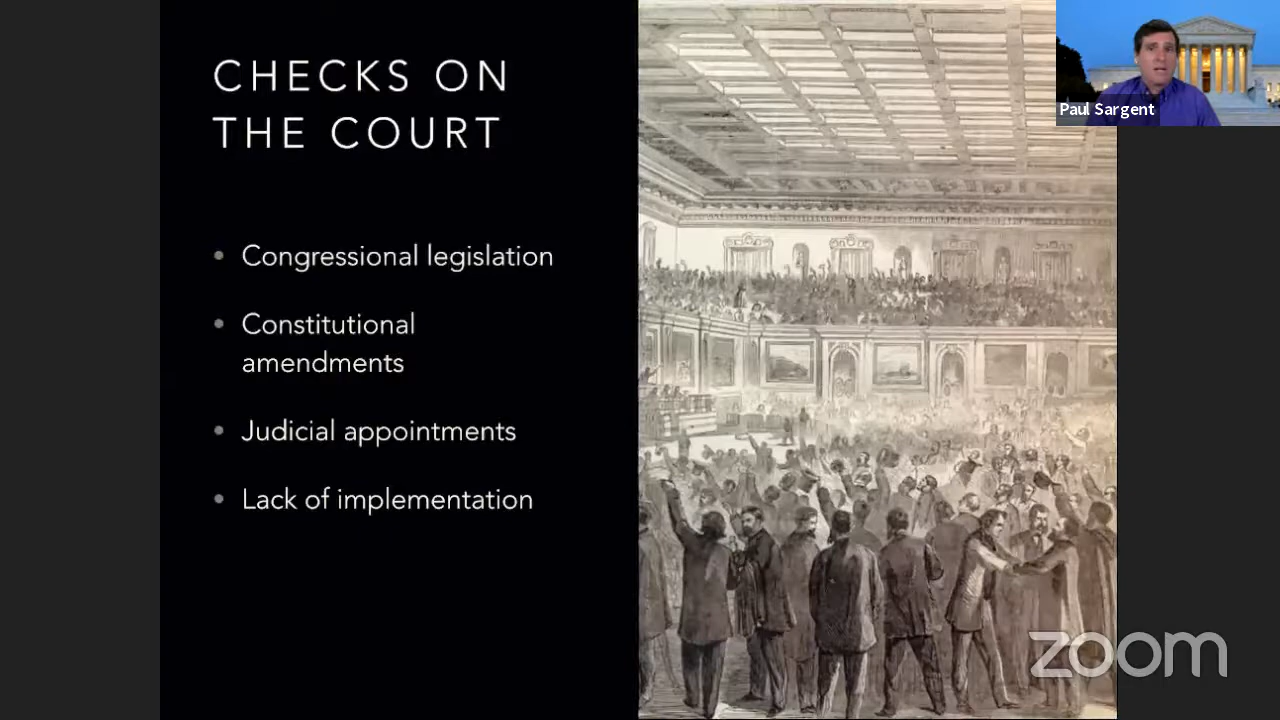 CHECKS ON
THE COURT
• Congressional legislation
• Constitutional
amendments
• Judicial appointments
• Lack of implementation
Paul Sargent
zoom